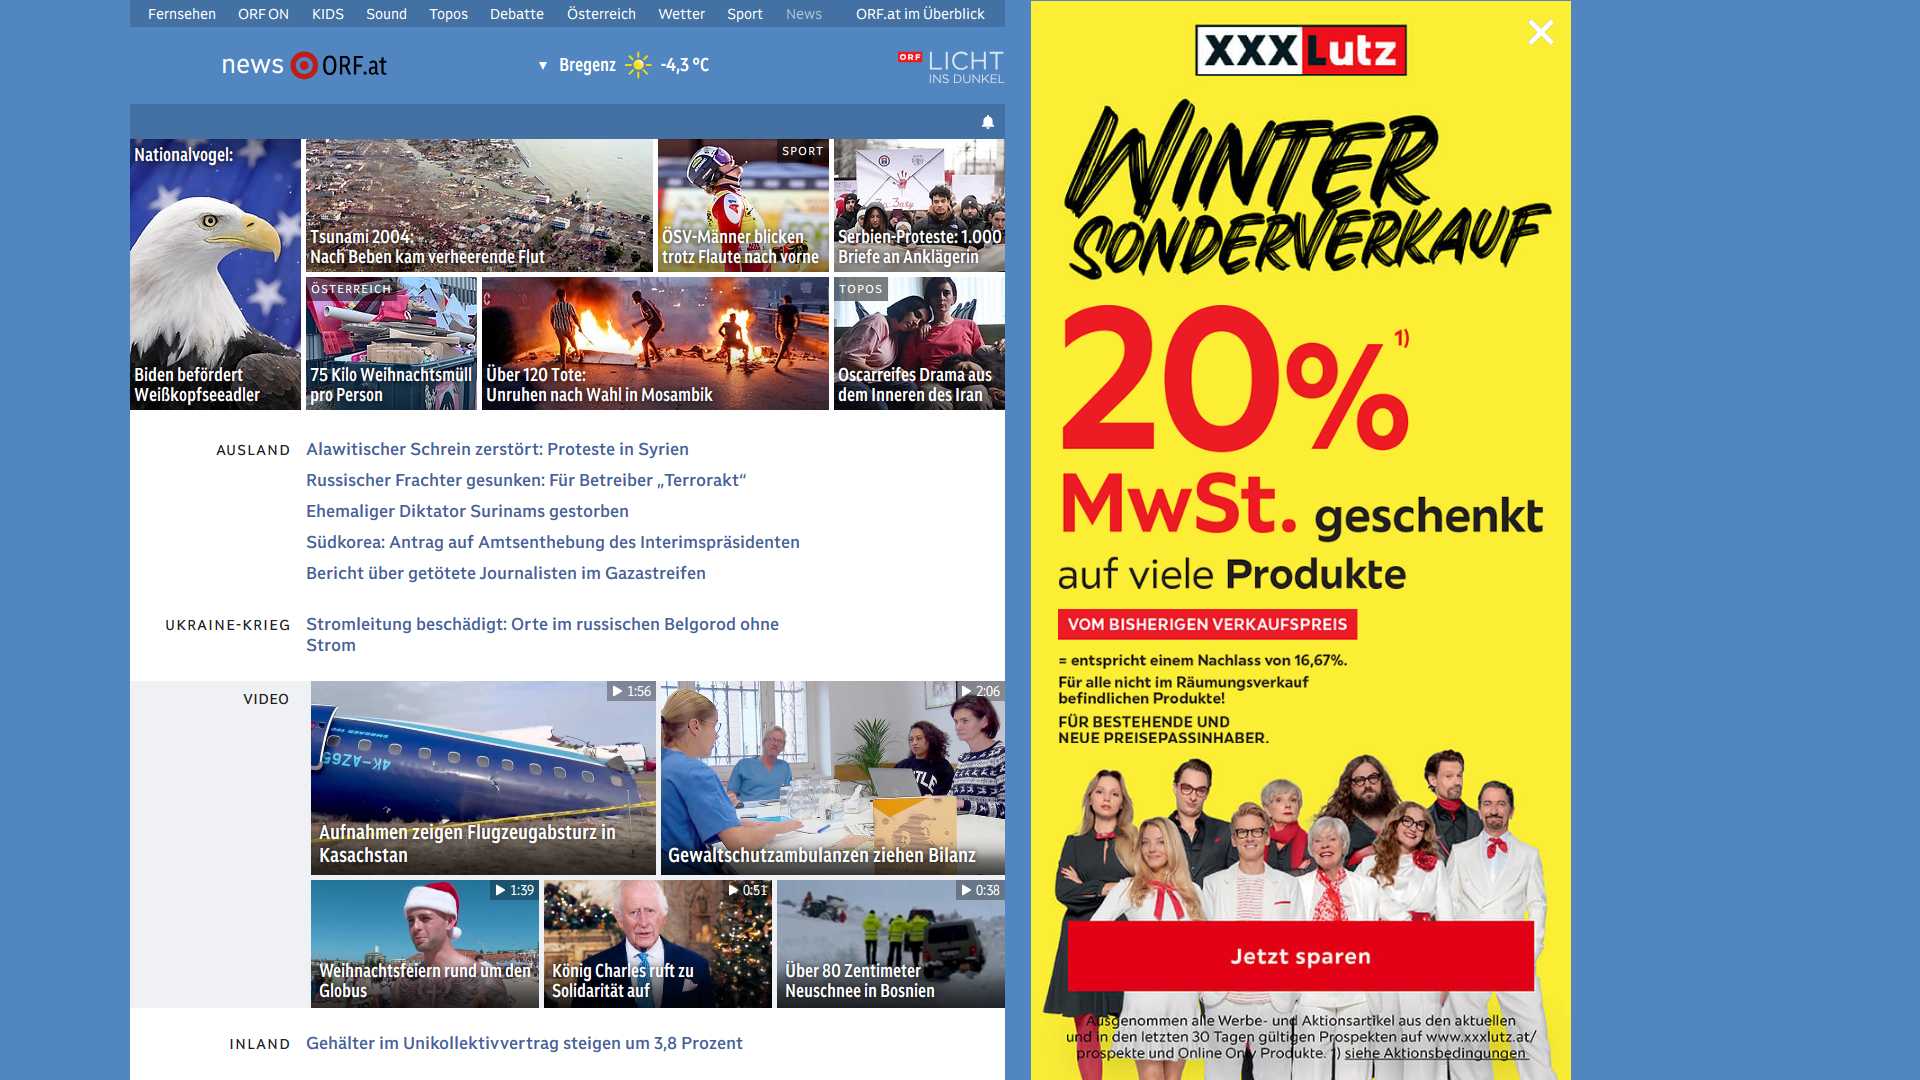 Fernsehen ORF ON KIDS Sound Topos Debatte Österreich Wetter Sport News ORF.at im Überblick
news ORF.at
▼ Bregenz -4,3 °C
ORF LICHT
INS DUNKEL
Nationalvogel:
Biden befördert
Weißkopfseeadler
Tsunami 2004:
Nach Beben kam verheerende Flut
SPORT
ÖSV-Männer blicken
trotz Flaute nach vorne
Serbien-Proteste: 1.000
Briefe an Anklägerin
ÖSTERREICH
75 Kilo Weihnachtsmüll
pro Person
Über 120 Tote:
Unruhen nach Wahl in Mosambik
TOPOS
Oscarreifes Drama aus
dem Inneren des Iran
AUSLAND
Alawitischer Schrein zerstört: Proteste in Syrien
Russischer Frachter gesunken: Für Betreiber „Terrorakt“
Ehemaliger Diktator Surinams gestorben
Südkorea: Antrag auf Amtsenthebung des Interimspräsidenten
Bericht über getötete Journalisten im Gazastreifen
UKRAINE-KRIEG
Stromleitung beschädigt: Orte im russischen Belgorod ohne
Strom
VIDEO
1:56
4K-AZ65
Aufnahmen zeigen Flugzeugabsturz in
Kasachstan
2:06
Gewaltschutzambulanzen ziehen Bilanz
1:39
Weihnachtsfeiern rund um den
Globus
0:51
König Charles ruft zu
Solidarität auf
0:38
Über 80 Zentimeter
Neuschnee in Bosnien
INLAND
Gehälter im Unikollektivvertrag steigen um 3,8 Prozent
XXXLutz
WINTER
SONDERVERKAUF
20% 1)
MwSt. geschenkt
auf viele Produkte
VOM BISHERIGEN VERKAUFSPREIS
= entspricht einem Nachlass von 16,67%.
Für alle nicht im Räumungsverkauf
befindlichen Produkte!
FÜR BESTEHENDE UND
NEUE PREISEPASSINHABER.
Jetzt sparen
Ausgenommen alle Werbe- und Aktionsartikel aus den aktuellen
und in den letzten 30 Tagen gültigen Prospekten auf www.xxxlutz.at/
prospekte und Online Only Produkte. 1) siehe Aktionsbedingungen